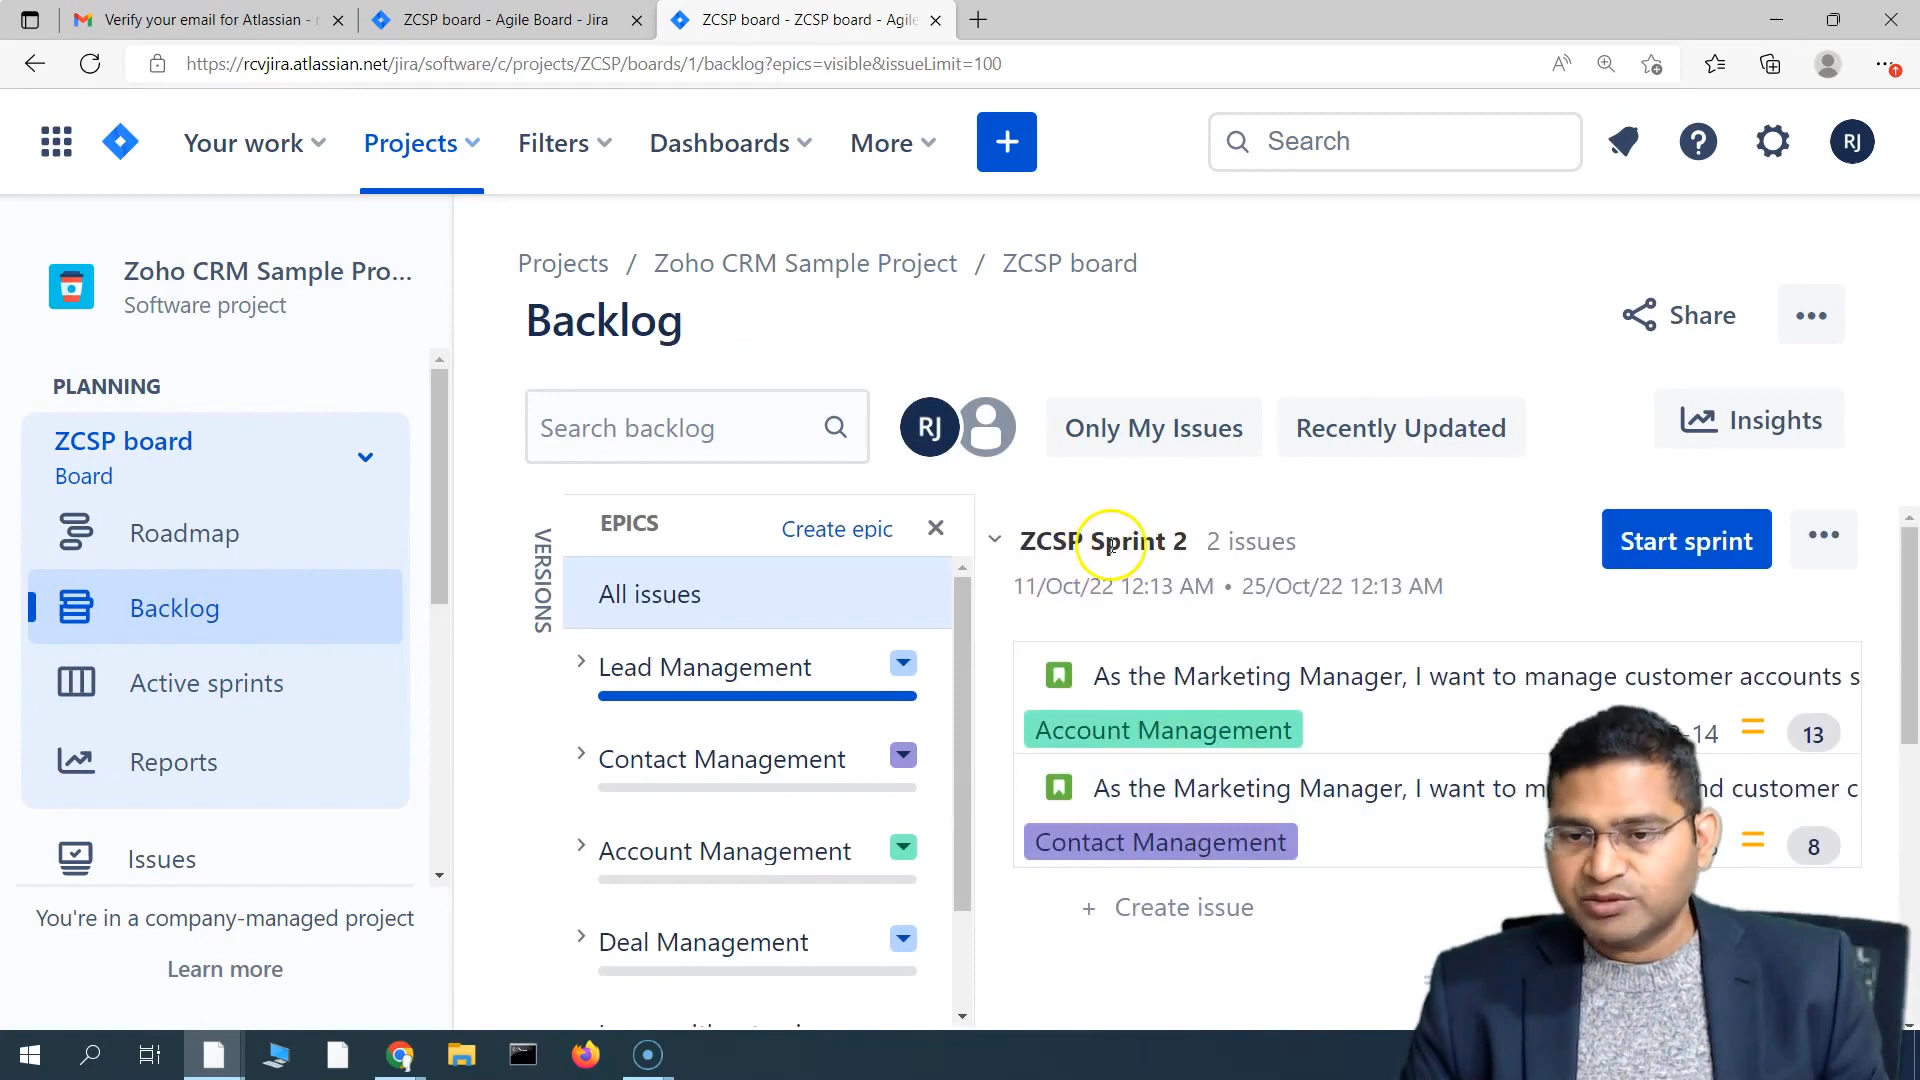 Verify your email for Atlassian -
ZCSP board - Agile Board - Jira
ZCSP board - ZCSP board - Agile
https://rcvjira.atlassian.net/jira/software/c/projects/ZCSP/boards/1/backlog?epics=visible&issueLimit=100
Your work
Projects
Filters
Dashboards
More
+
Search
RJ
Zoho CRM Sample Pro...
Software project
Projects / Zoho CRM Sample Project / ZCSP board
Backlog
Share
PLANNING
ZCSP board
Board
Roadmap
Backlog
Active sprints
Reports
Issues
You're in a company-managed project
Learn more
Search backlog
RJ
Only My Issues
Recently Updated
Insights
VERSIONS
EPICS
Create epic
All issues
Lead Management
Contact Management
Account Management
Deal Management
ZCSP Sprint 2 2 issues
Start sprint
11/Oct/22 12:13 AM • 25/Oct/22 12:13 AM
As the Marketing Manager, I want to manage customer accounts s
Account Management
-14
13
As the Marketing Manager, I want to m
nd customer c
Contact Management
8
+ Create issue